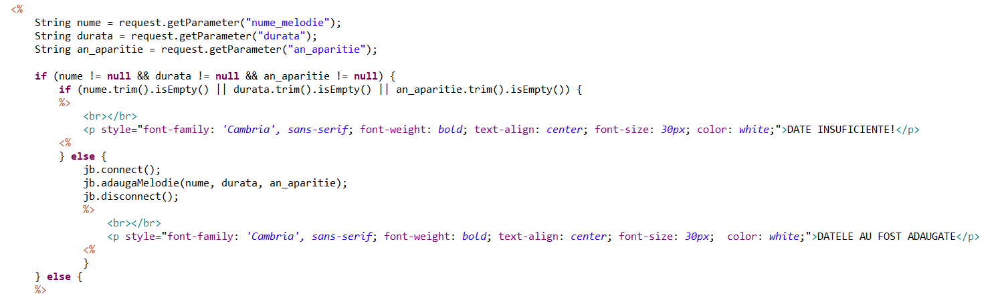 <%
    String nume = request.getParameter("nume_melodie");
    String durata = request.getParameter("durata");
    String an_aparitie = request.getParameter("an_aparitie");

    if (nume != null && durata != null && an_aparitie != null) {
        if (nume.trim().isEmpty() || durata.trim().isEmpty() || an_aparitie.trim().isEmpty()) {
        %>
            <br></br>
            <p style="font-family: 'Cambria', sans-serif; font-weight: bold; text-align: center; font-size: 30px; color: white;">DATE INSUFICIENTE!</p>
        <%
        } else {
            jb.connect();
            jb.adaugaMelodie(nume, durata, an_aparitie);
            jb.disconnect();
            %>
                <br></br>
                <p style="font-family: 'Cambria', sans-serif; font-weight: bold; text-align: center; font-size: 30px;  color: white;">DATELE AU FOST ADAUGATE</p>
            <%
            }
    } else {
    %>